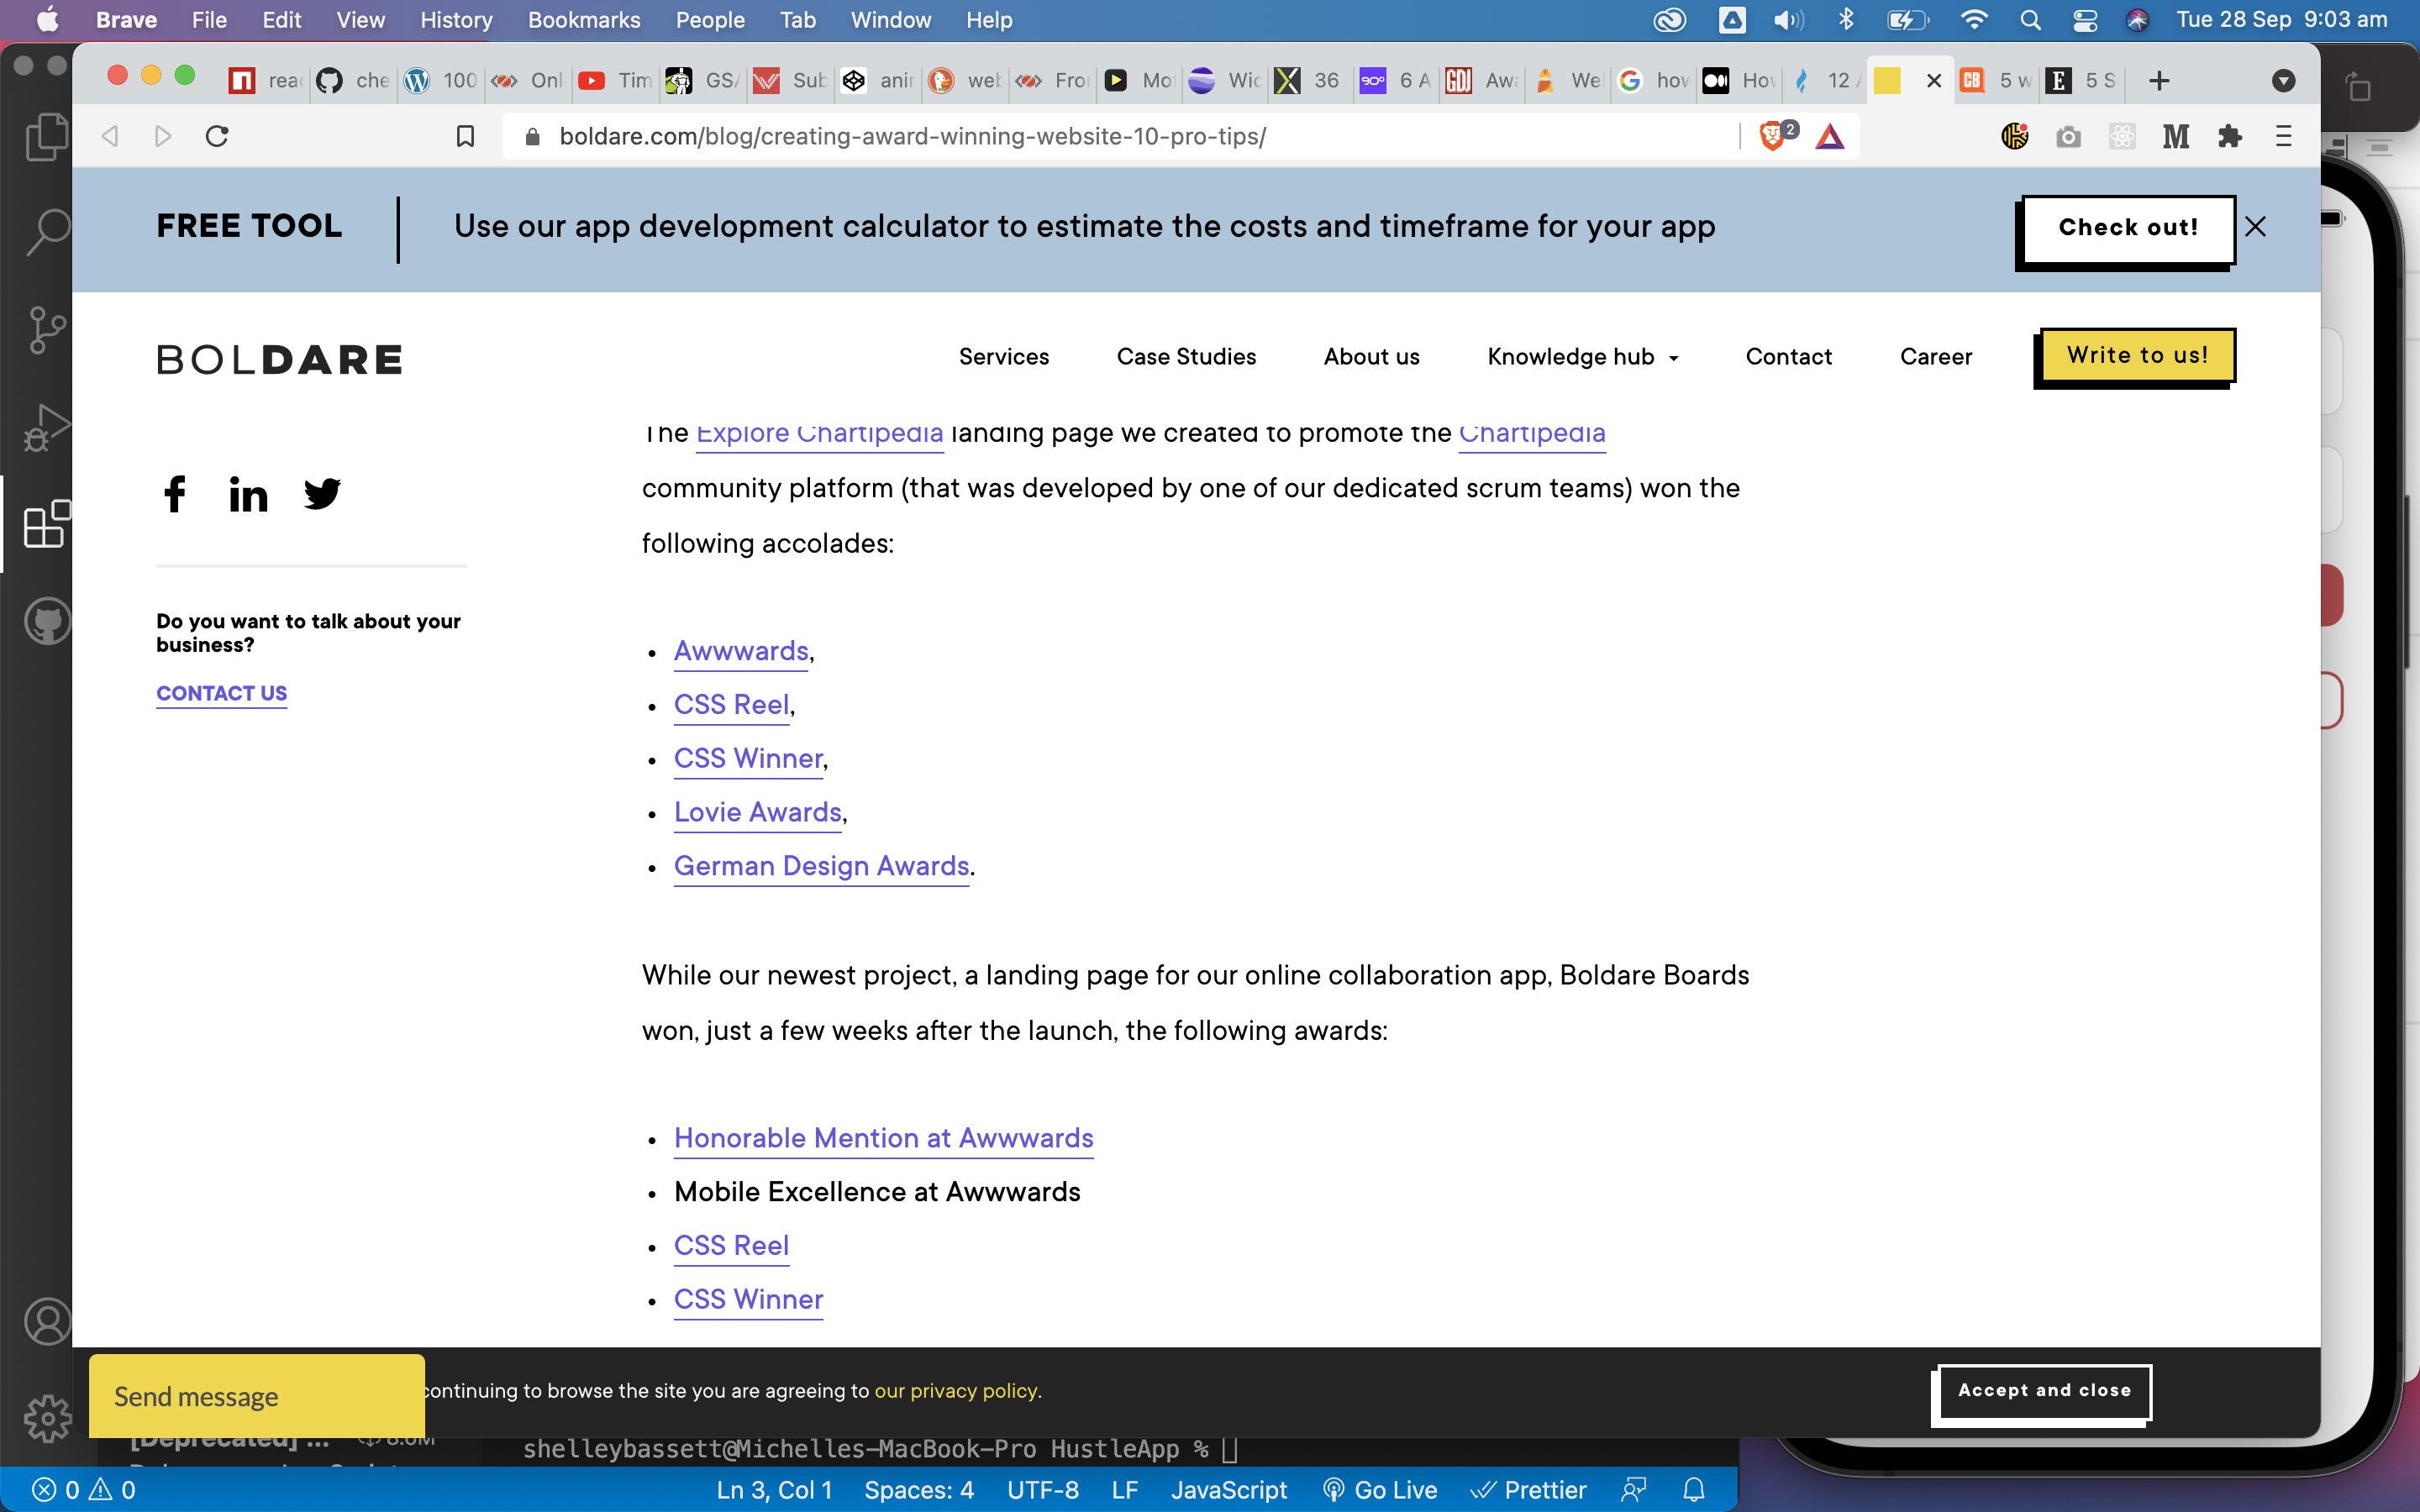 Brave File Edit View History Bookmarks People Tab Window Help Tue 28 Sep 9:03 am
reac che 100 Onl Tim GSA Sub ani web Fro Mo Wic 36 6 A Awa We how How 12 5 w 5 S
boldare.com/blog/creating-award-winning-website-10-pro-tips/ 2
FREE TOOL Use our app development calculator to estimate the costs and timeframe for your app Check out!
BOLDARE Services Case Studies About us Knowledge hub Contact Career Write to us!
The Explore Chartipedia landing page we created to promote the Chartipedia
community platform (that was developed by one of our dedicated scrum teams) won the
following accolades:
Do you want to talk about your
business?
CONTACT US
• Awwwards,
• CSS Reel,
• CSS Winner,
• Lovie Awards,
• German Design Awards.
While our newest project, a landing page for our online collaboration app, Boldare Boards
won, just a few weeks after the launch, the following awards:
• Honorable Mention at Awwwards
• Mobile Excellence at Awwwards
• CSS Reel
• CSS Winner
Send message continuing to browse the site you are agreeing to our privacy policy. Accept and close
[Deprecated] ... 8.6M
shelleybassett@Michelles-MacBook-Pro HustleApp %
0 0 Ln 3, Col 1 Spaces: 4 UTF-8 LF JavaScript Go Live Prettier